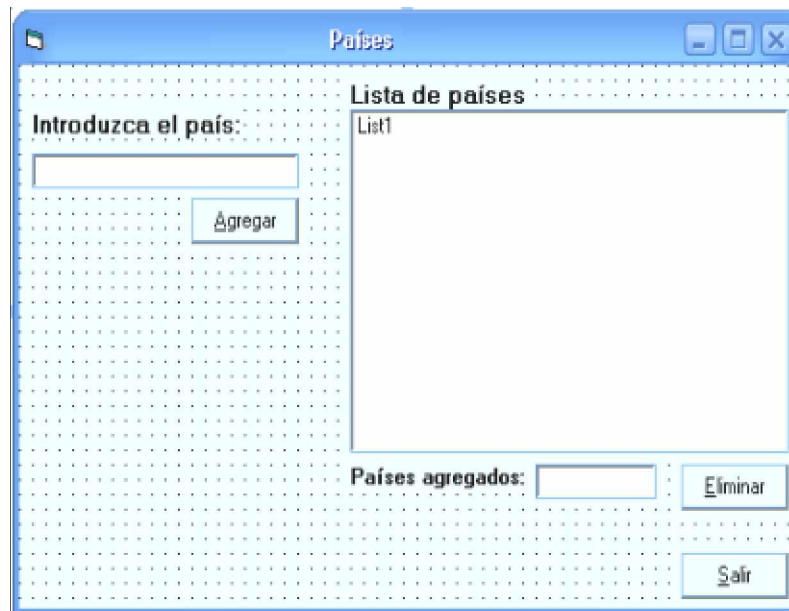 Países
Introduzca el país:
Agregar
Lista de países
List1
Países agregados:
Eliminar
Salir